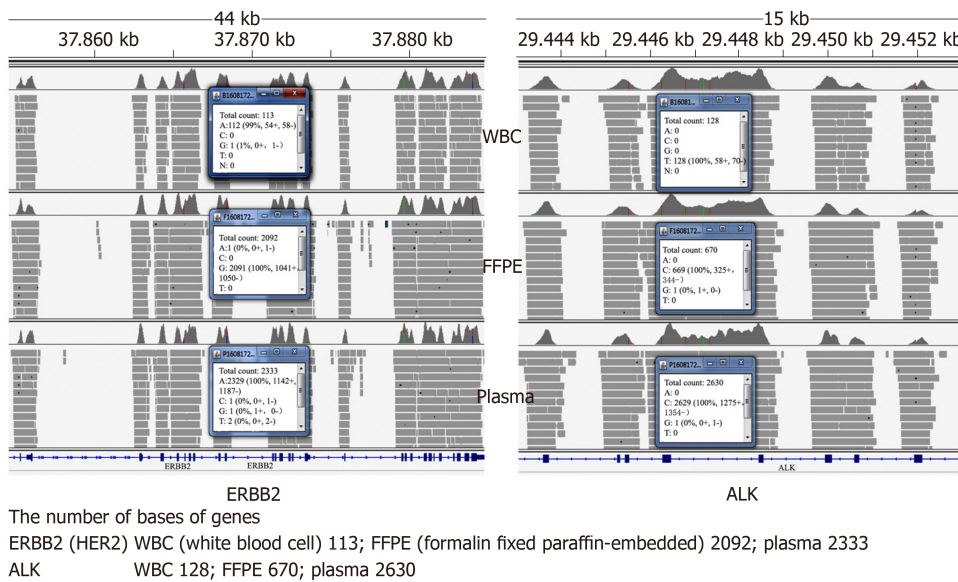 44 kb
37.860 kb 37.870 kb 37.880 kb
B1608172...
Total count: 113
A:112 (99%, 54+, 58-)
C: 0
G: 1 (1%, 0+, 1-)
T: 0
N: 0
F1608172...
Total count: 2092
A:1 (0%, 0+, 1-)
C: 0
G: 2091 (100%, 1041+,
1050-)
T: 0
P1608172...
Total count: 2333
A:2329 (100%, 1142+,
1187-)
C: 1 (0%, 0+, 1-)
G: 1 (0%, 1+, 0-)
T: 2 (0%, 0+, 2-)
ERBB2 ERBB2
ERBB2
WBC
FFPE
Plasma
15 kb
29.444 kb 29.446 kb 29.448 kb 29.450 kb 29.452 kb
B16081...
Total count: 128
A: 0
C: 0
G: 0
T: 128 (100%, 58+, 70-)
N: 0
F1608172...
Total count: 670
A: 0
C: 669 (100%, 325+,
344-)
G: 1 (0%, 1+, 0-)
T: 0
P1608172...
Total count: 2630
A: 0
C: 2629 (100%, 1275+,
1354-)
G: 1 (0%, 0+, 1-)
T: 0
ALK
ALK
The number of bases of genes
ERBB2 (HER2) WBC (white blood cell) 113; FFPE (formalin fixed paraffin-embedded) 2092; plasma 2333
ALK WBC 128; FFPE 670; plasma 2630